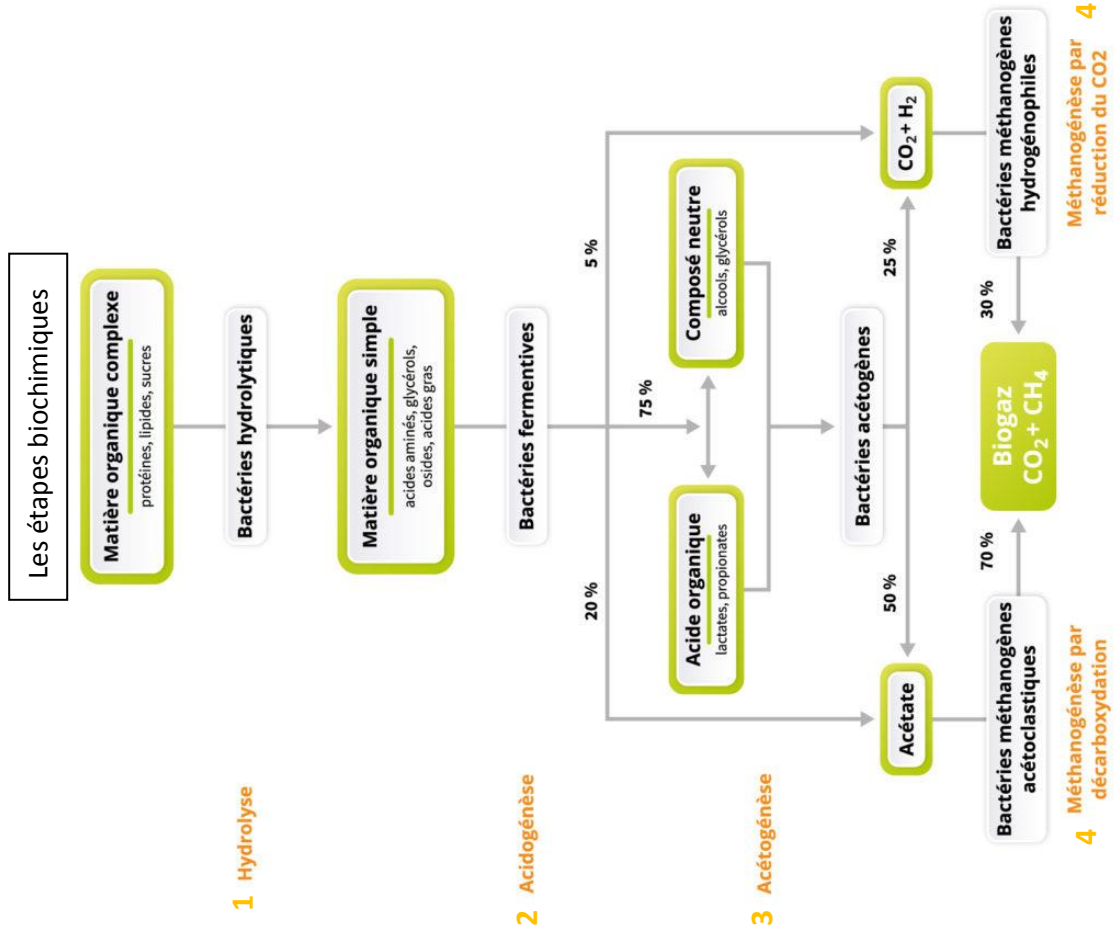 Les étapes biochimiques
Matière organique complexe
protéines, lipides, sucres
1 Hydrolyse
Bactéries hydrolytiques
Matière organique simple
acides aminés, glycérols,
osides, acides gras
2 Acidogénèse
Bactéries fermentives
20 %
75 %
5 %
3 Acétogénèse
Acide organique
lactates, propionates
Composé neutre
alcools, glycérols
Bactéries acétogènes
50 %
25 %
Acétate
CO₂ + H₂
Bactéries méthanogènes
acétoclastiques
70 %
Biogaz
CO₂ + CH₄
30 %
Bactéries méthanogènes
hydrogénophiles
4 Méthanogénèse par
décarboxydation
Méthanogénèse par 4
réduction du CO2